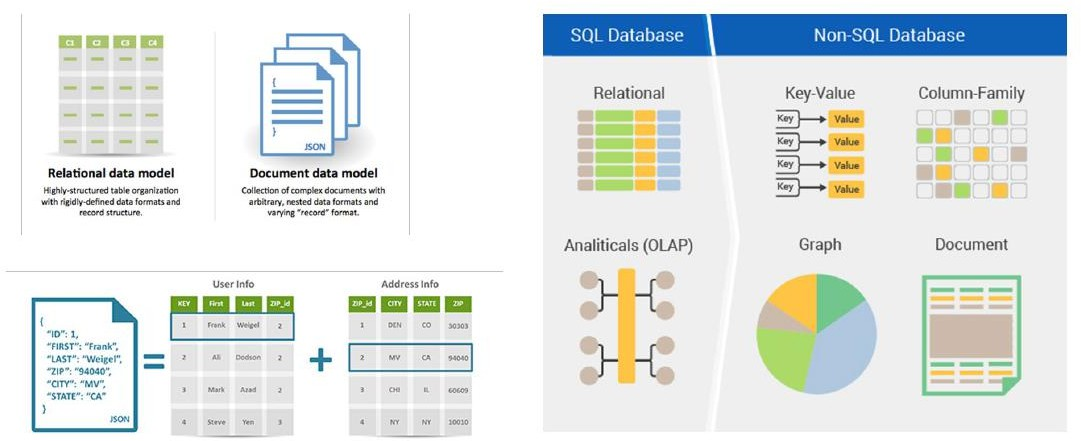 C1 C2 C3 C4
{
}
JSON
Relational data model
Highly-structured table organization
with rigidly-defined data formats and
record structure.
Document data model
Collection of complex documents with
arbitrary, nested data formats and
varying “record” format.
User Info
Address Info
{
“ID”: 1,
“FIRST”: “Frank”,
“LAST”: “Weigel”,
“ZIP”: “94040”,
“CITY”: “MV”,
“STATE”: “CA”
}
JSON
=
KEY First Last ZIP_id
1 Frank Weigel 2
2 Ali Dodson 2
3 Mark Azad 2
4 Steve Yen 3
+
ZIP_id CITY STATE ZIP
1 DEN CO 30303
2 MV CA 94040
3 CHI IL 60609
4 NY NY 10010
SQL Database
Non-SQL Database
Relational
Key-Value
Column-Family
Key Value
Key Value
Key Value
Key Value
Analiticals (OLAP)
Graph
Document